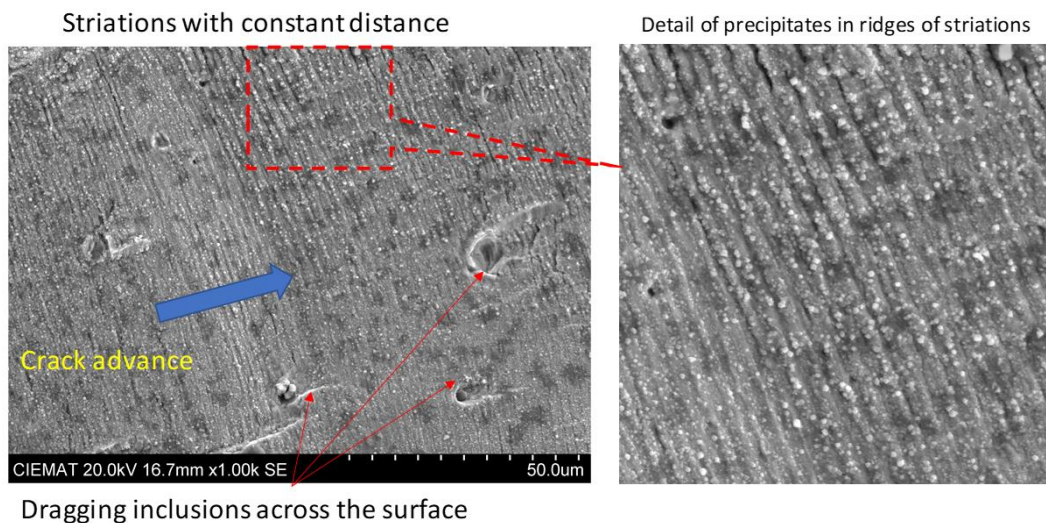 Striations with constant distance
Detail of precipitates in ridges of striations
Crack advance
CIEMAT 20.0kV 16.7mm x1.00k SE
50.0um
Dragging inclusions across the surface